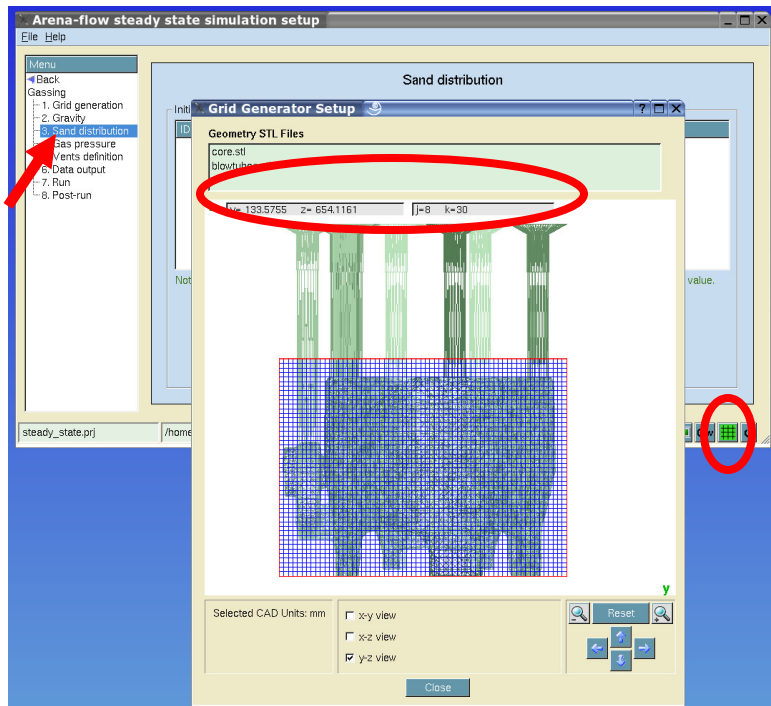 Arena-flow steady state simulation setup
File Help
Menu
Back
Gassing
1. Grid generation
2. Gravity
3. Sand distribution
Gas pressure
Vents definition
6. Data output
7. Run
8. Post-run
Sand distribution
Initi
ID
Not
value.
Grid Generator Setup
Geometry STL Files
core.stl
y= 133.5755 z= 654.1161
j=8 k=30
y
Selected CAD Units: mm
x-y view
x-z view
y-z view
Reset
Close
steady_state.prj
/home